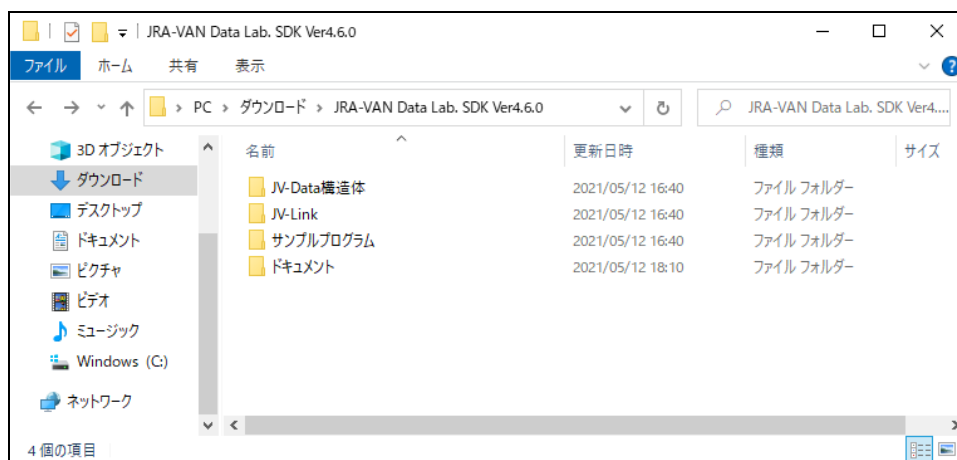 JRA-VAN Data Lab. SDK Ver4.6.0
ファイル ホーム 共有 表示
PC > ダウンロード > JRA-VAN Data Lab. SDK Ver4.6.0 JRA-VAN Data Lab. SDK Ver4....
3D オブジェクト
ダウンロード
デスクトップ
ドキュメント
ピクチャ
ビデオ
ミュージック
Windows (C:)
ネットワーク
名前 更新日時 種類 サイズ
JV-Data構造体 2021/05/12 16:40 ファイル フォルダー
JV-Link 2021/05/12 16:40 ファイル フォルダー
サンプルプログラム 2021/05/12 16:40 ファイル フォルダー
ドキュメント 2021/05/12 18:10 ファイル フォルダー
4 個の項目